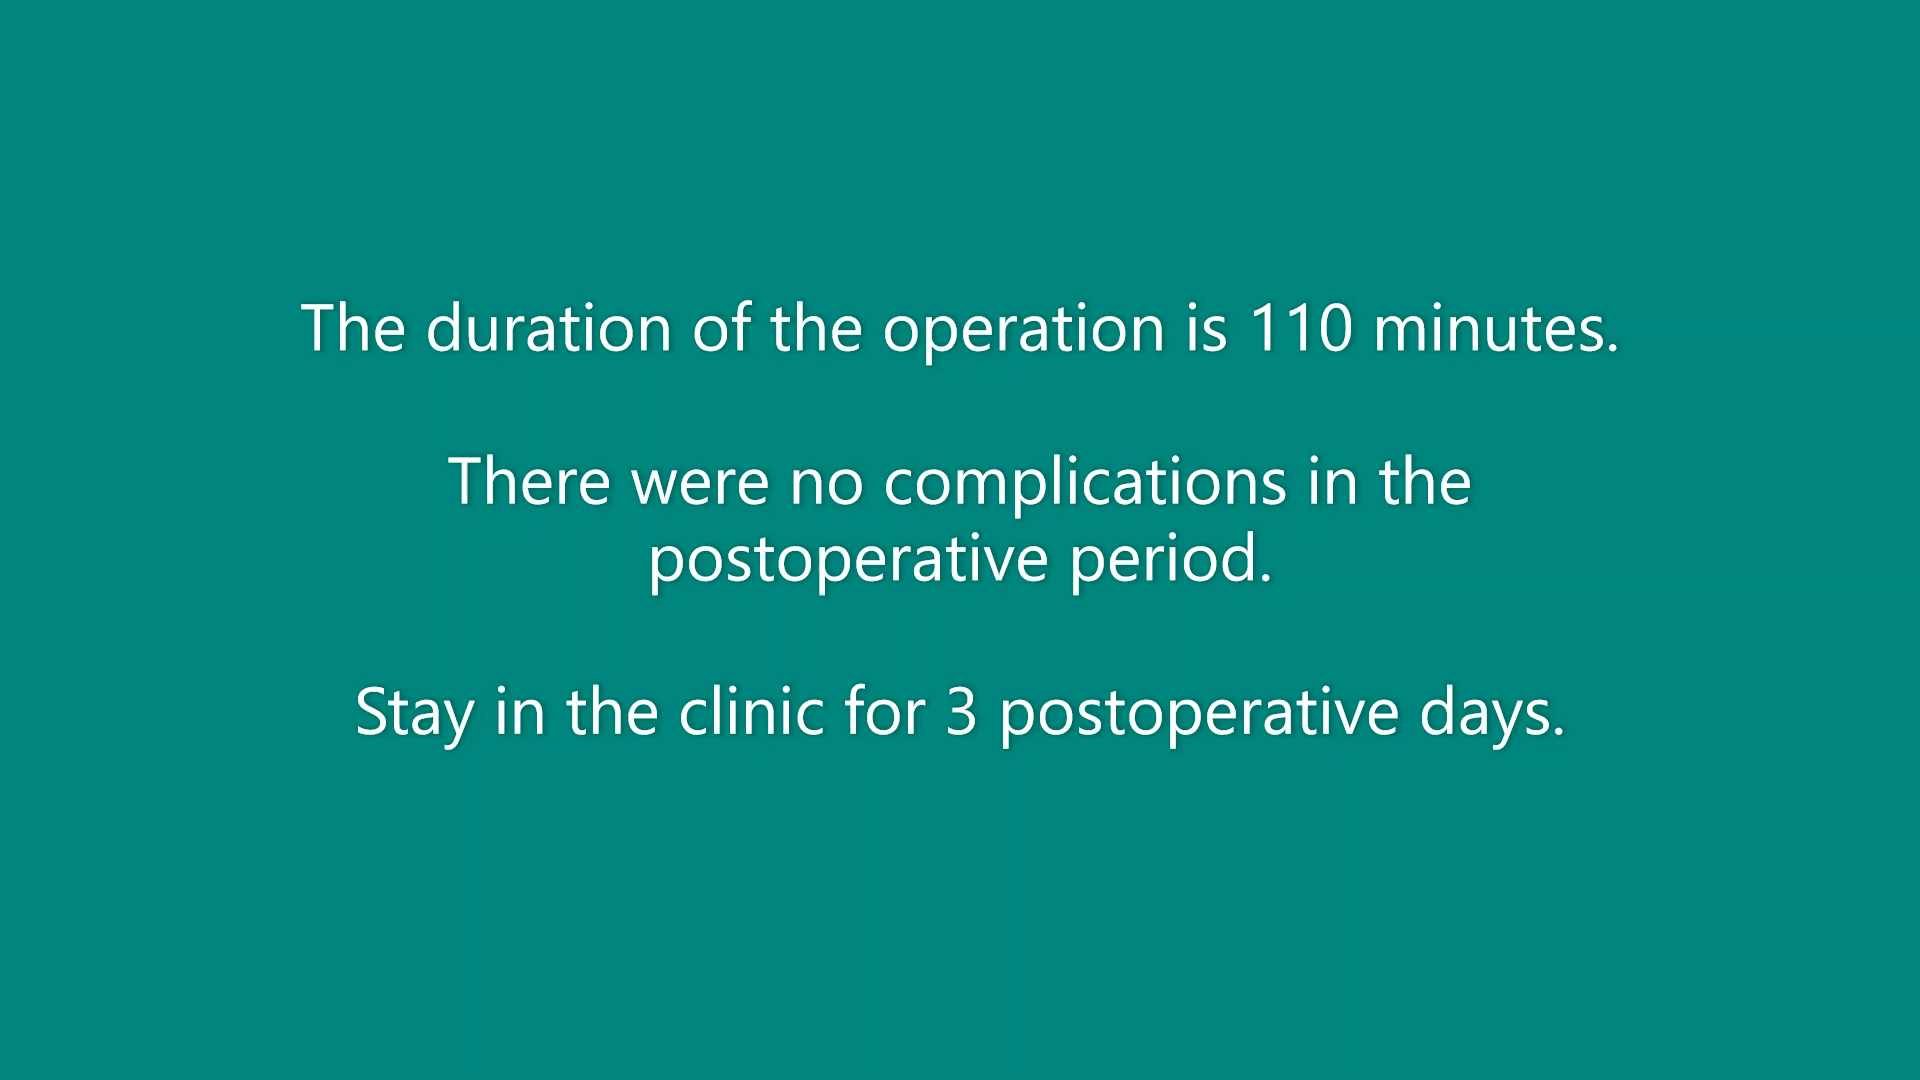 The duration of the operation is 110 minutes.
There were no complications in the
postoperative period.
Stay in the clinic for 3 postoperative days.